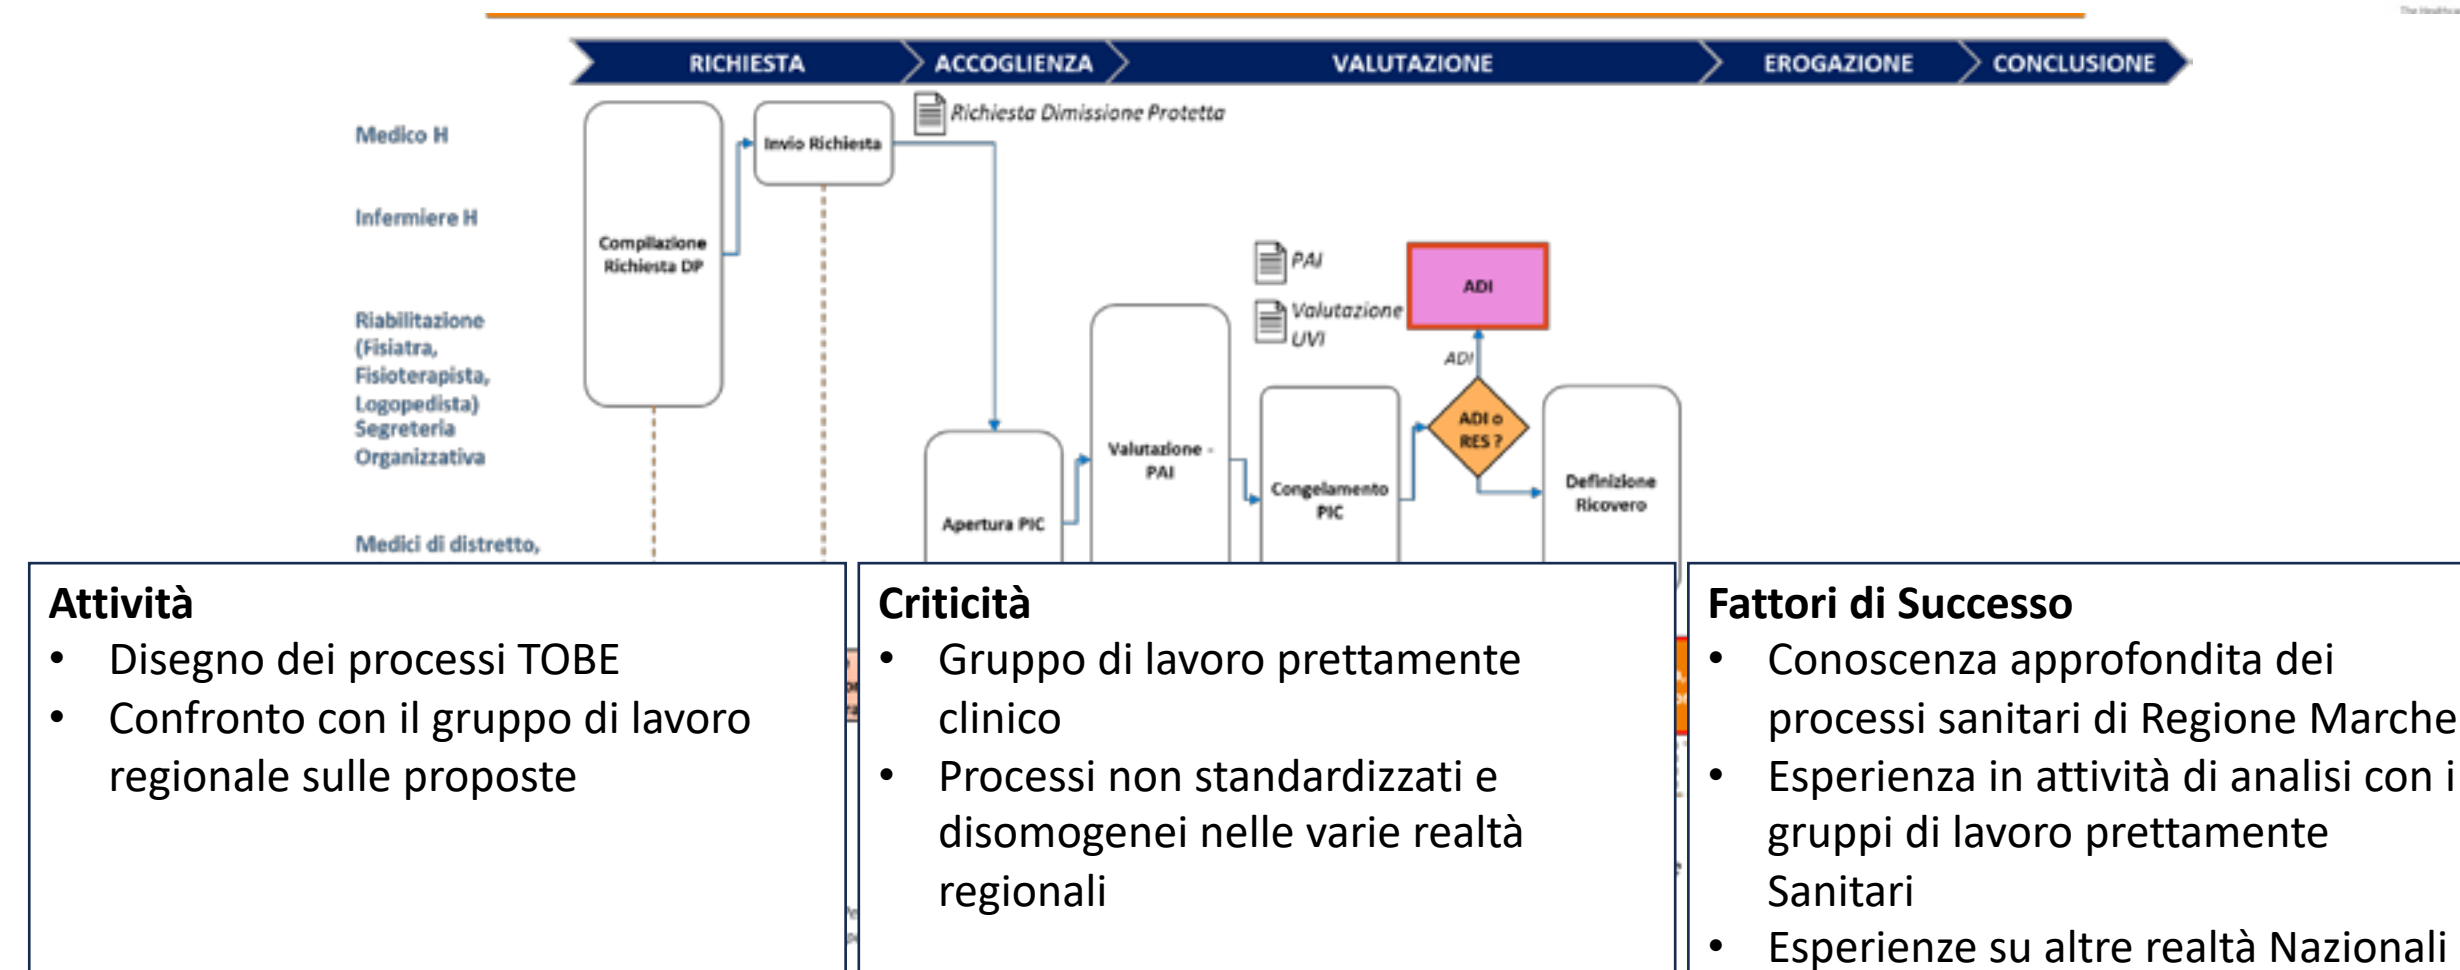 The Healthca
RICHIESTA
ACCOGLIENZA
VALUTAZIONE
EROGAZIONE
CONCLUSIONE
Richiesta Dimissione Protetta
Medico H
Invio Richiesta
Infermiere H
Compilazione
Richiesta DP
PAI
ADI
Valutazione
UVI
Riabilitazione
(Fisiatra,
Fisioterapista,
Logopedista)
Segreteria
Organizzativa
ADI
ADI o
RES ?
Valutazione -
PAI
Congelamento
PIC
Definizione
Ricovero
Apertura PIC
Medici di distretto,
Attività
• Disegno dei processi TOBE
• Confronto con il gruppo di lavoro
regionale sulle proposte
Criticità
• Gruppo di lavoro prettamente
clinico
• Processi non standardizzati e
disomogenei nelle varie realtà
regionali
Fattori di Successo
• Conoscenza approfondita dei
processi sanitari di Regione Marche
• Esperienza in attività di analisi con i
gruppi di lavoro prettamente
Sanitari
• Esperienze su altre realtà Nazionali